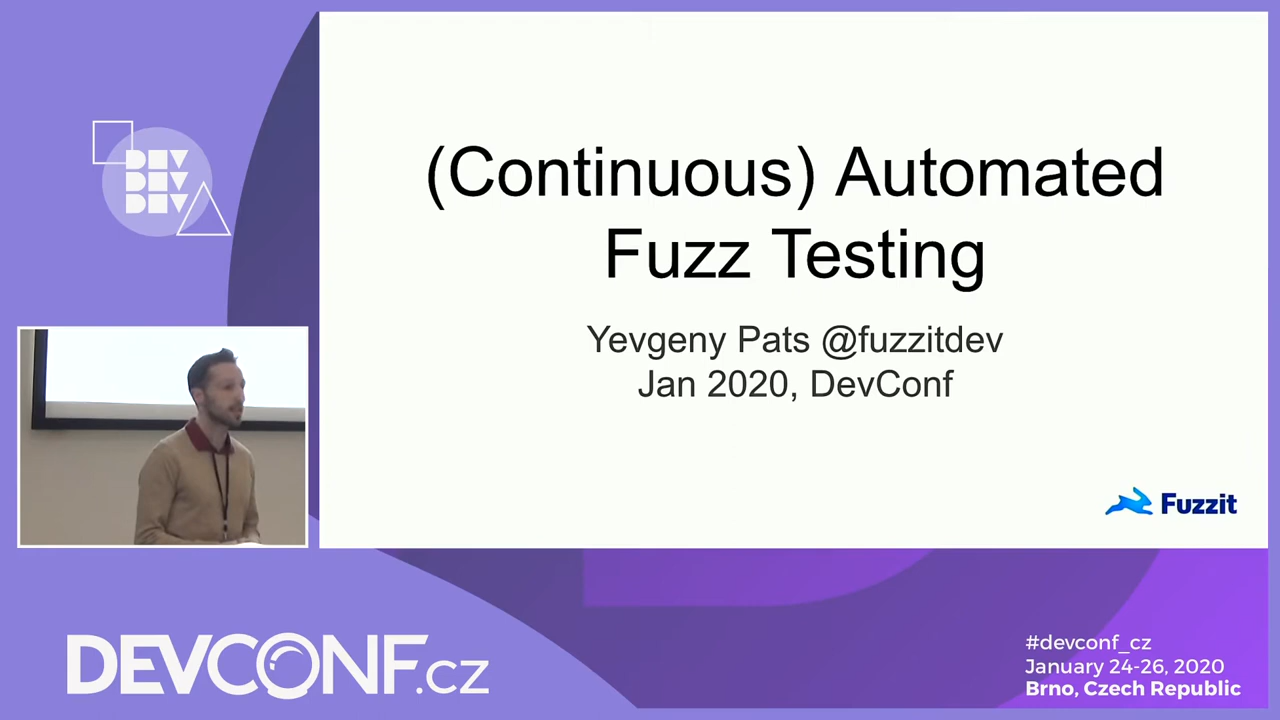 DEV
DEV
DEV
(Continuous) Automated
Fuzz Testing
Yevgeny Pats @fuzzitdev
Jan 2020, DevConf
Fuzzit
DEVCONF.cz
#devconf_cz
January 24-26, 2020
Brno, Czech Republic